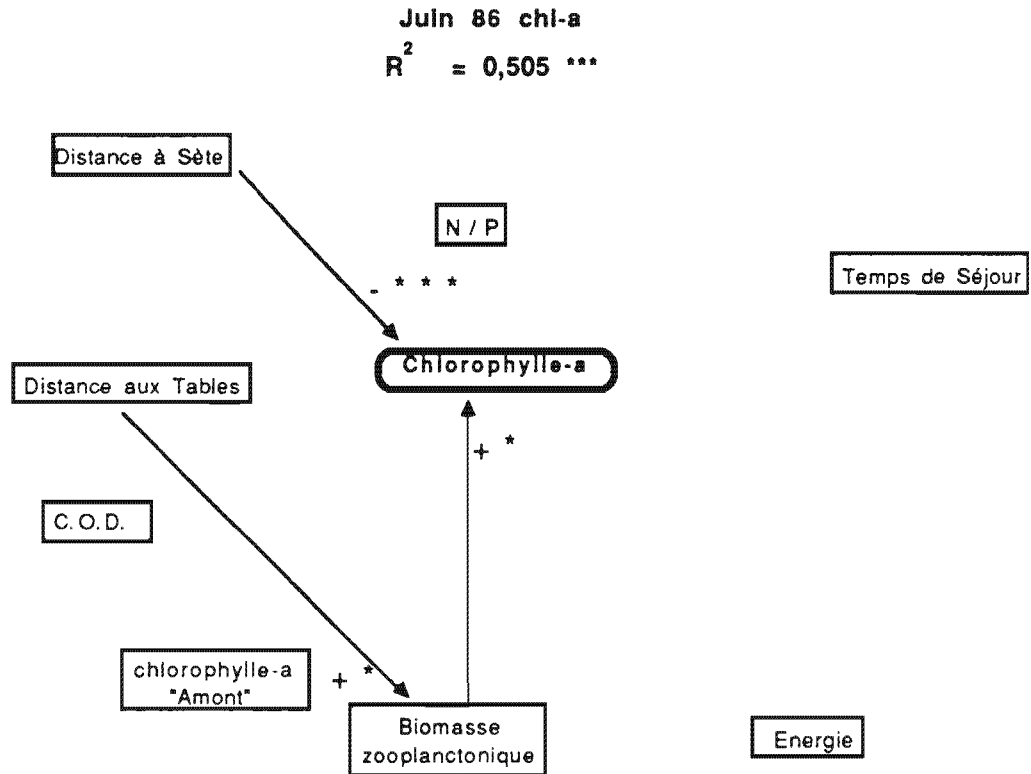 Juin 86 chl-a
R² = 0,505 ***
Distance à Sète
N / P
Temps de Séjour
- * * *
Chlorophylle-a
Distance aux Tables
+ *
C.O.D.
chlorophylle-a
"Amont"
+ *
Biomasse
zooplanctonique
Energie